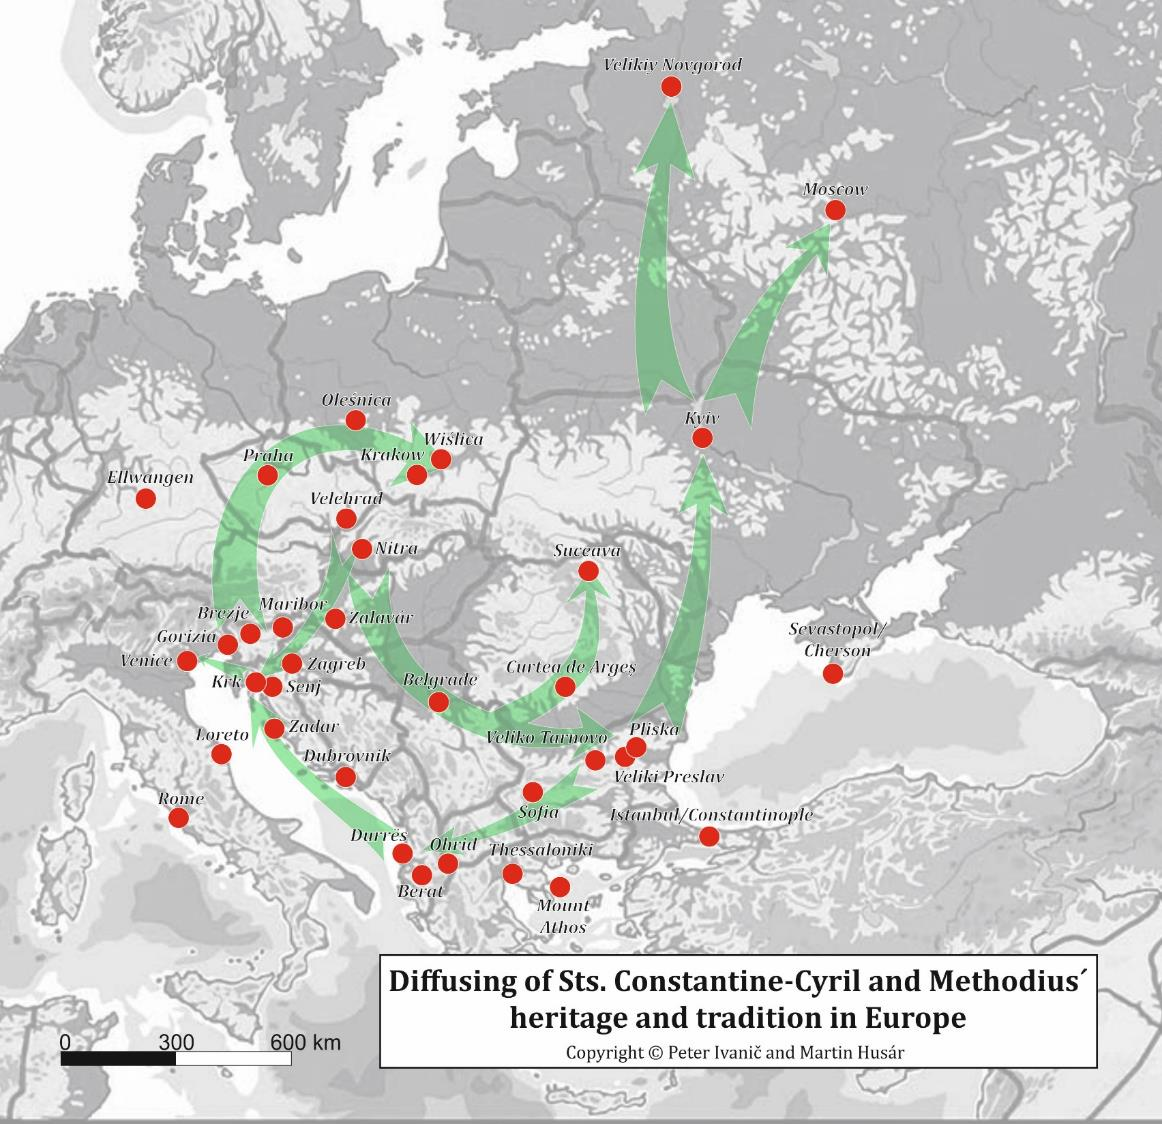 Velikiy Novgorod
Moscow
Kyiv
Oleśnica
Wiślica
Krakow
Praha
Ellwangen
Velehrad
Nitra
Suceava
Maribor
Brezje
Zalavár
Gorizia
Venice
Zagreb
Krk
Senj
Sevastopol/
Cherson
Curtea de Argeş
Belgrade
Zadar
Loreto
Veliko Tarnovo
Pliska
Dubrovnik
Veliki Preslav
Rome
Sofia
Istanbul/Constantinople
Durrës
Ohrid
Thessaloniki
Berat
Mount
Athos
Diffusing of Sts. Constantine-Cyril and Methodius´
heritage and tradition in Europe
Copyright © Peter Ivanič and Martin Husár
0 300 600 km